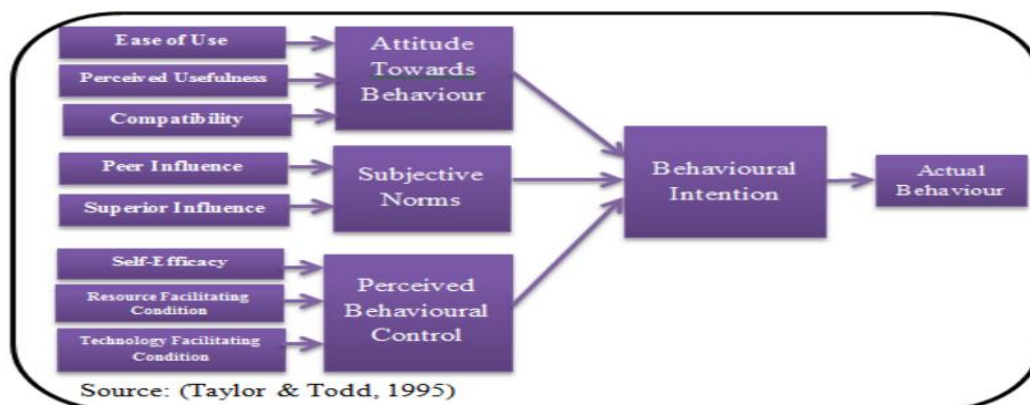 Ease of Use
Perceived Usefulness
Compatibility
Attitude
Towards
Behaviour
Peer Influence
Superior Influence
Subjective
Norms
Self-Efficacy
Resource Facilitating
Condition
Technology Facilitating
Condition
Perceived
Behavioural
Control
Behavioural
Intention
Actual
Behaviour
Source: (Taylor & Todd, 1995)